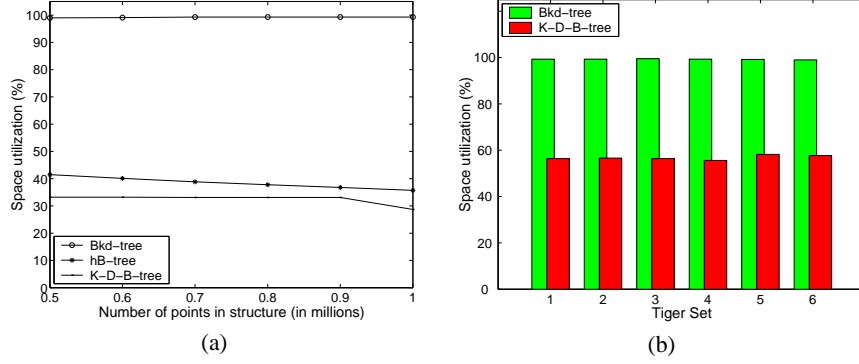 100
90
80
70
60
50
40
30
20
10
0
Space utilization (%)
Bkd-tree
hB-tree
K-D-B-tree
0.5 0.6 0.7 0.8 0.9 1
Number of points in structure (in millions)
(a)
Bkd-tree
K-D-B-tree
100
80
60
40
20
0
Space utilization (%)
1 2 3 4 5 6
Tiger Set
(b)